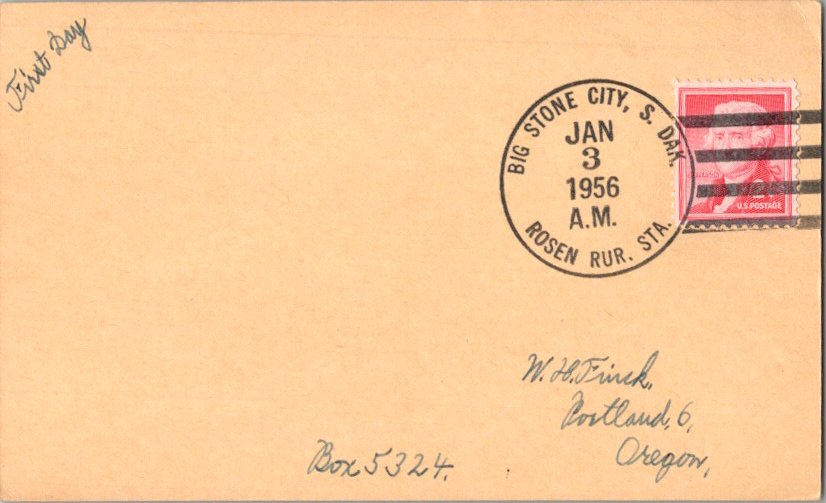 First Day
BIG STONE CITY, S. DAK.
JAN
3
1956
A.M.
ROSEN RUR. STA.
U.S.POSTAGE
W. H. Finck,
Portland, 6,
Oregon,
Box 5324.